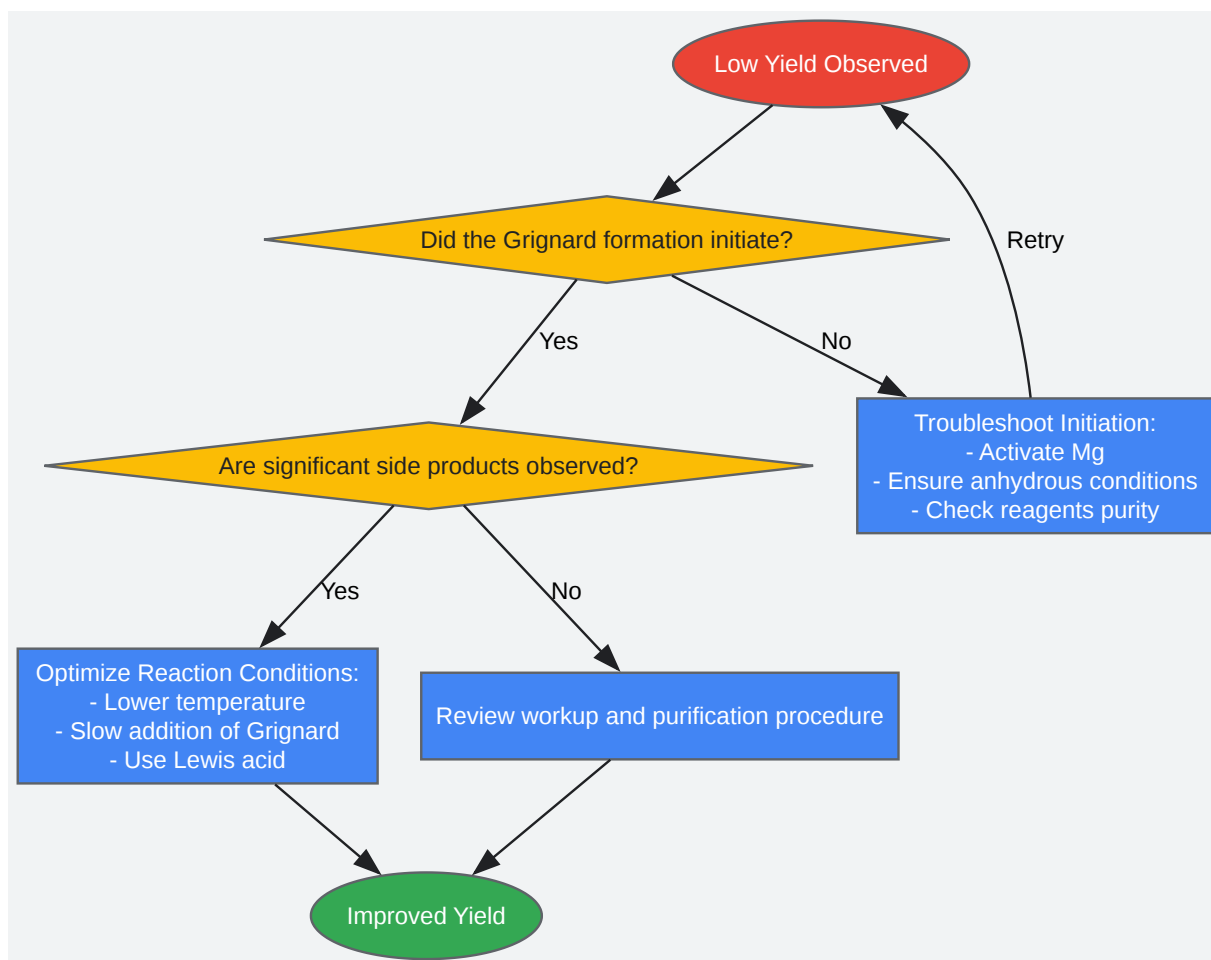 Low Yield Observed
Did the Grignard formation initiate?
Retry
Yes
No
Troubleshoot Initiation:
- Activate Mg
- Ensure anhydrous conditions
- Check reagents purity
Are significant side products observed?
Yes
No
Optimize Reaction Conditions:
- Lower temperature
- Slow addition of Grignard
- Use Lewis acid
Review workup and purification procedure
Improved Yield